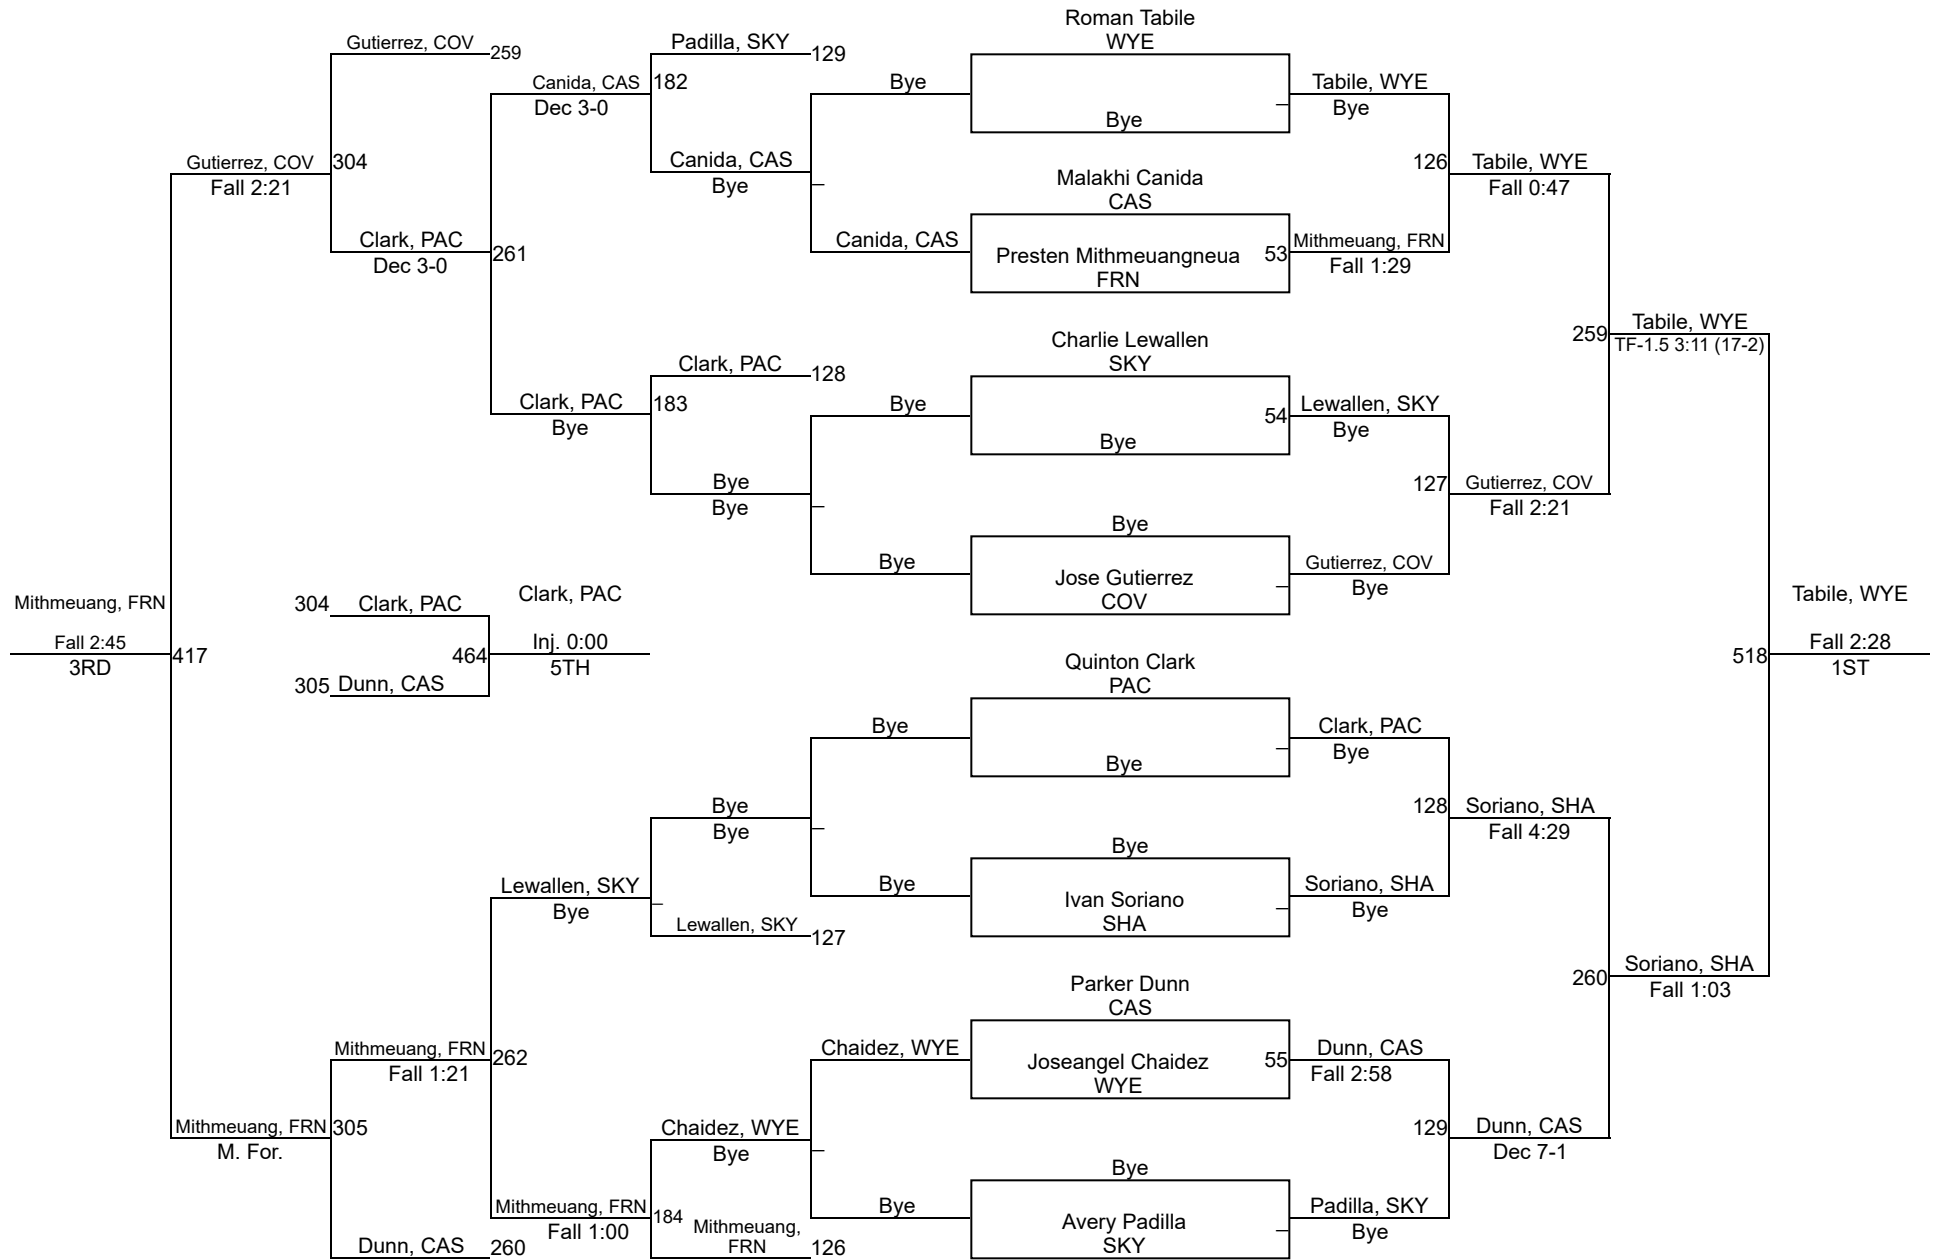 Roman Tabile
WYE
Bye
Malakhi Canida
CAS
Presten Mithmeuangneua
FRN
53
Charlie Lewallen
SKY
54
Bye
Bye
Jose Gutierrez
COV
Quinton Clark
PAC
Bye
Bye
Ivan Soriano
SHA
Parker Dunn
CAS
Joseangel Chaidez
WYE
55
Bye
Avery Padilla
SKY
Tabile, WYE
Bye
126
Mithmeuang, FRN
Fall 1:29
Lewallen, SKY
Bye
127
Gutierrez, COV
Bye
Clark, PAC
Bye
128
Soriano, SHA
Bye
Dunn, CAS
Fall 2:58
129
Padilla, SKY
Bye
Tabile, WYE
Fall 0:47
259
Gutierrez, COV
Fall 2:21
Soriano, SHA
Fall 4:29
260
Dunn, CAS
Dec 7-1
Tabile, WYE
TF-1.5 3:11 (17-2)
518
Soriano, SHA
Fall 1:03
Tabile, WYE
Fall 2:28
1ST
Bye
Canida, CAS
Bye
Bye
Bye
Bye
Chaidez, WYE
Bye
Padilla, SKY
129
182
Canida, CAS
Bye
Clark, PAC
128
183
Bye
Bye
Bye
Bye
Lewallen, SKY
127
Chaidez, WYE
Bye
184
Mithmeuang,
FRN
126
Canida, CAS
Dec 3-0
261
Clark, PAC
Bye
Lewallen, SKY
Bye
262
Mithmeuang, FRN
Fall 1:00
Gutierrez, COV
259
304
Clark, PAC
Dec 3-0
Mithmeuang, FRN
Fall 1:21
305
Dunn, CAS
260
Gutierrez, COV
Fall 2:21
417
Mithmeuang, FRN
M. For.
Mithmeuang, FRN
Fall 2:45
3RD
304
Clark, PAC
305
Dunn, CAS
464
Clark, PAC
Inj. 0:00
5TH